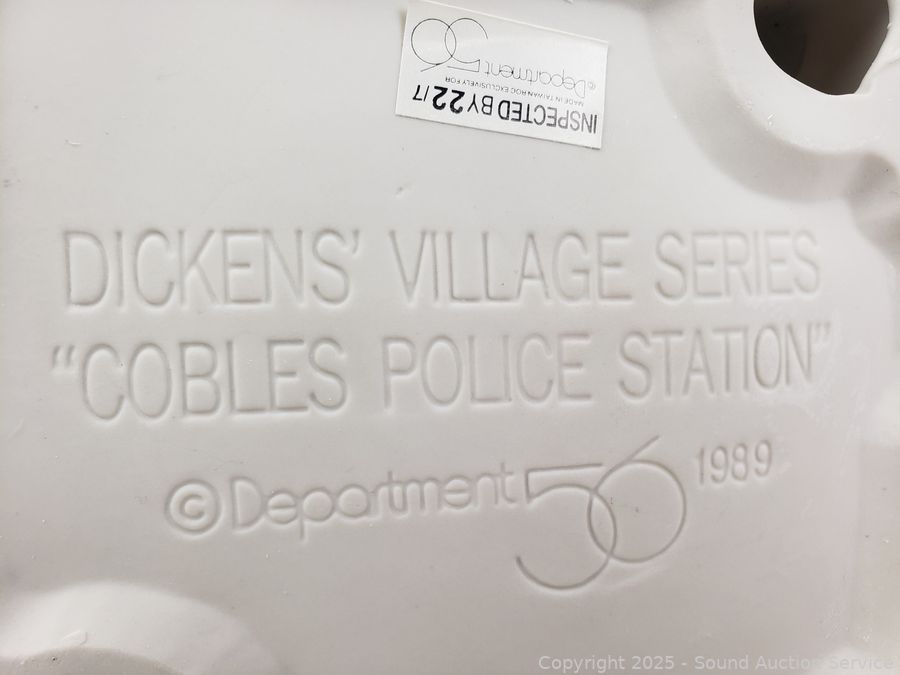 INSPECTED BY 22/7
MADE IN TAIWAN ROC EXCLUSIVELY FOR
©Department 56
DICKENS' VILLAGE SERIES
“COBLES POLICE STATION”
©Department 56 1989
Copyright 2025 - Sound Auction Service